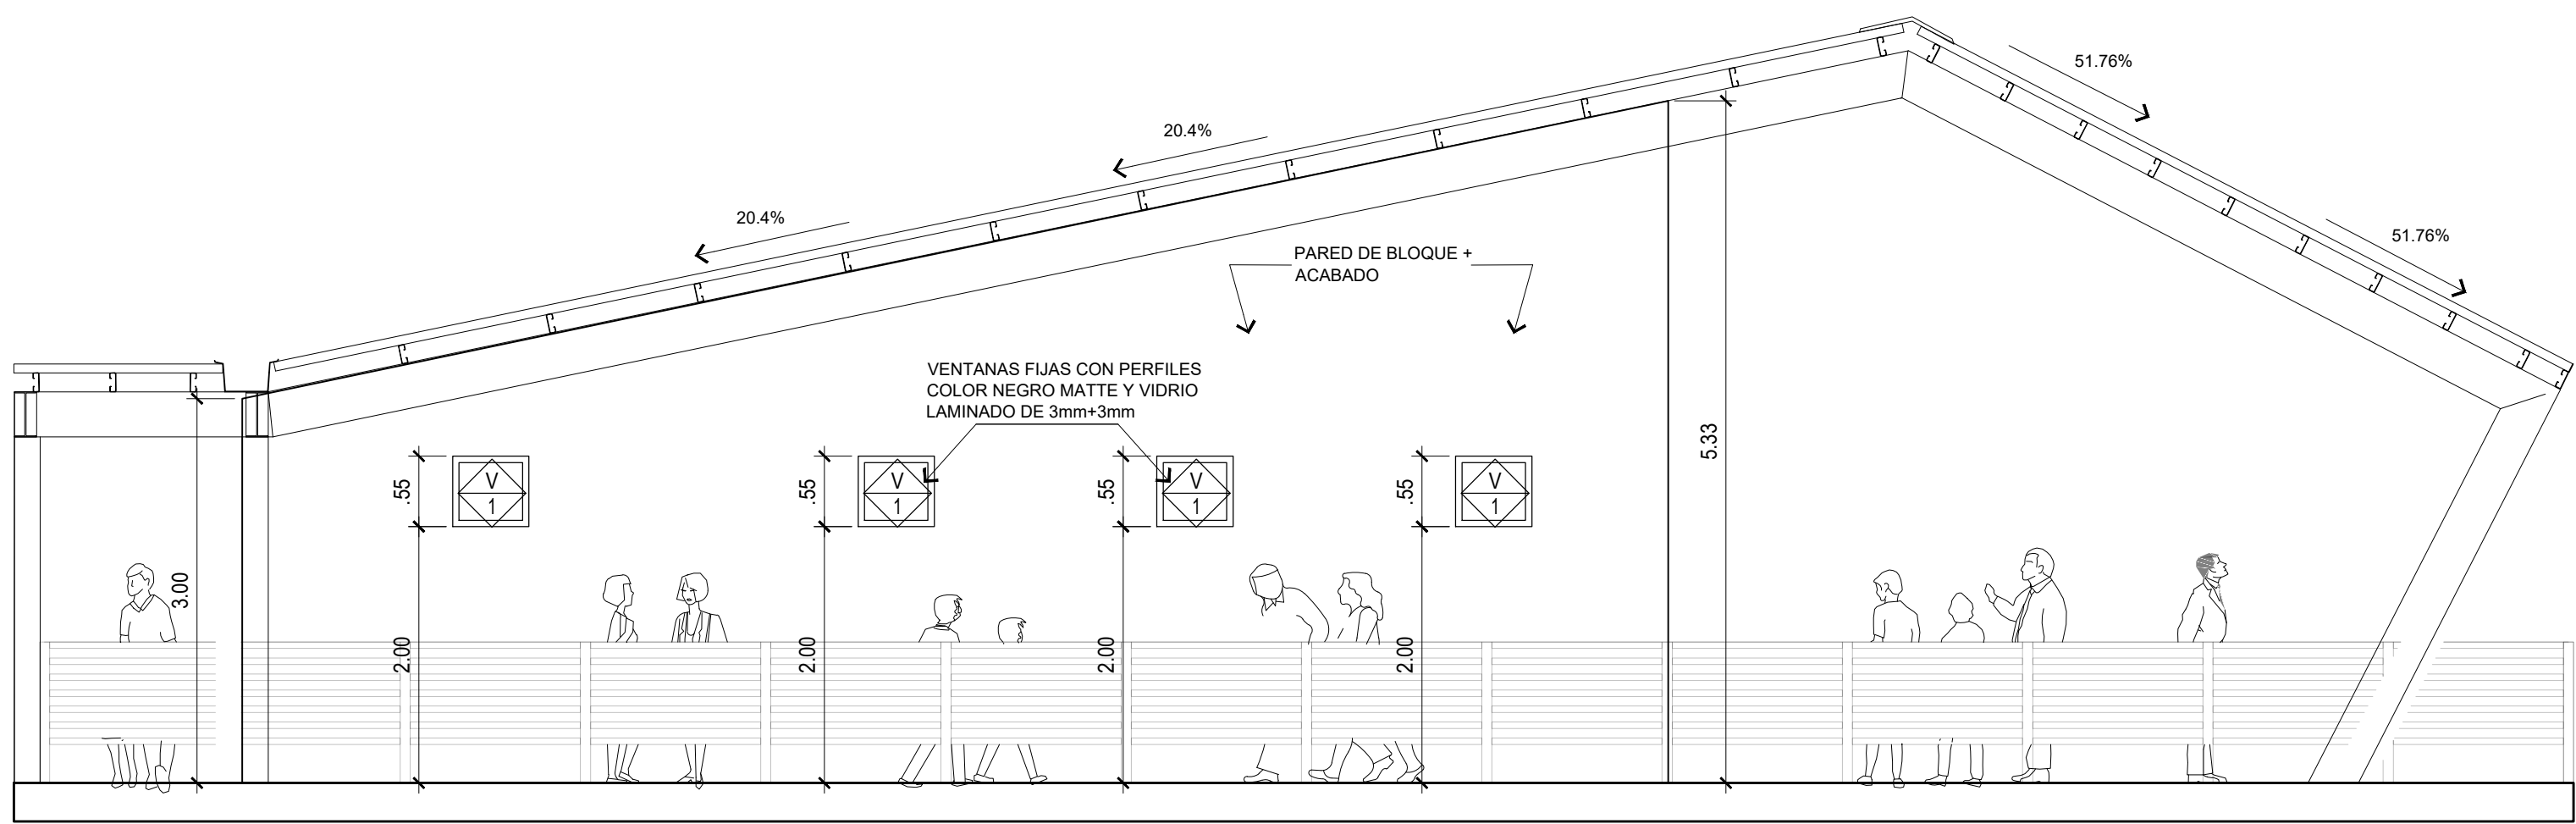 51.76%
20.4%
20.4%
51.76%
PARED DE BLOQUE +
ACABADO
VENTANAS FIJAS CON PERFILES
COLOR NEGRO MATTE Y VIDRIO
LAMINADO DE 3mm+3mm
5.33
.55
V
1
.55
V
1
.55
V
1
.55
V
1
3.00
2.00
2.00
2.00
2.00